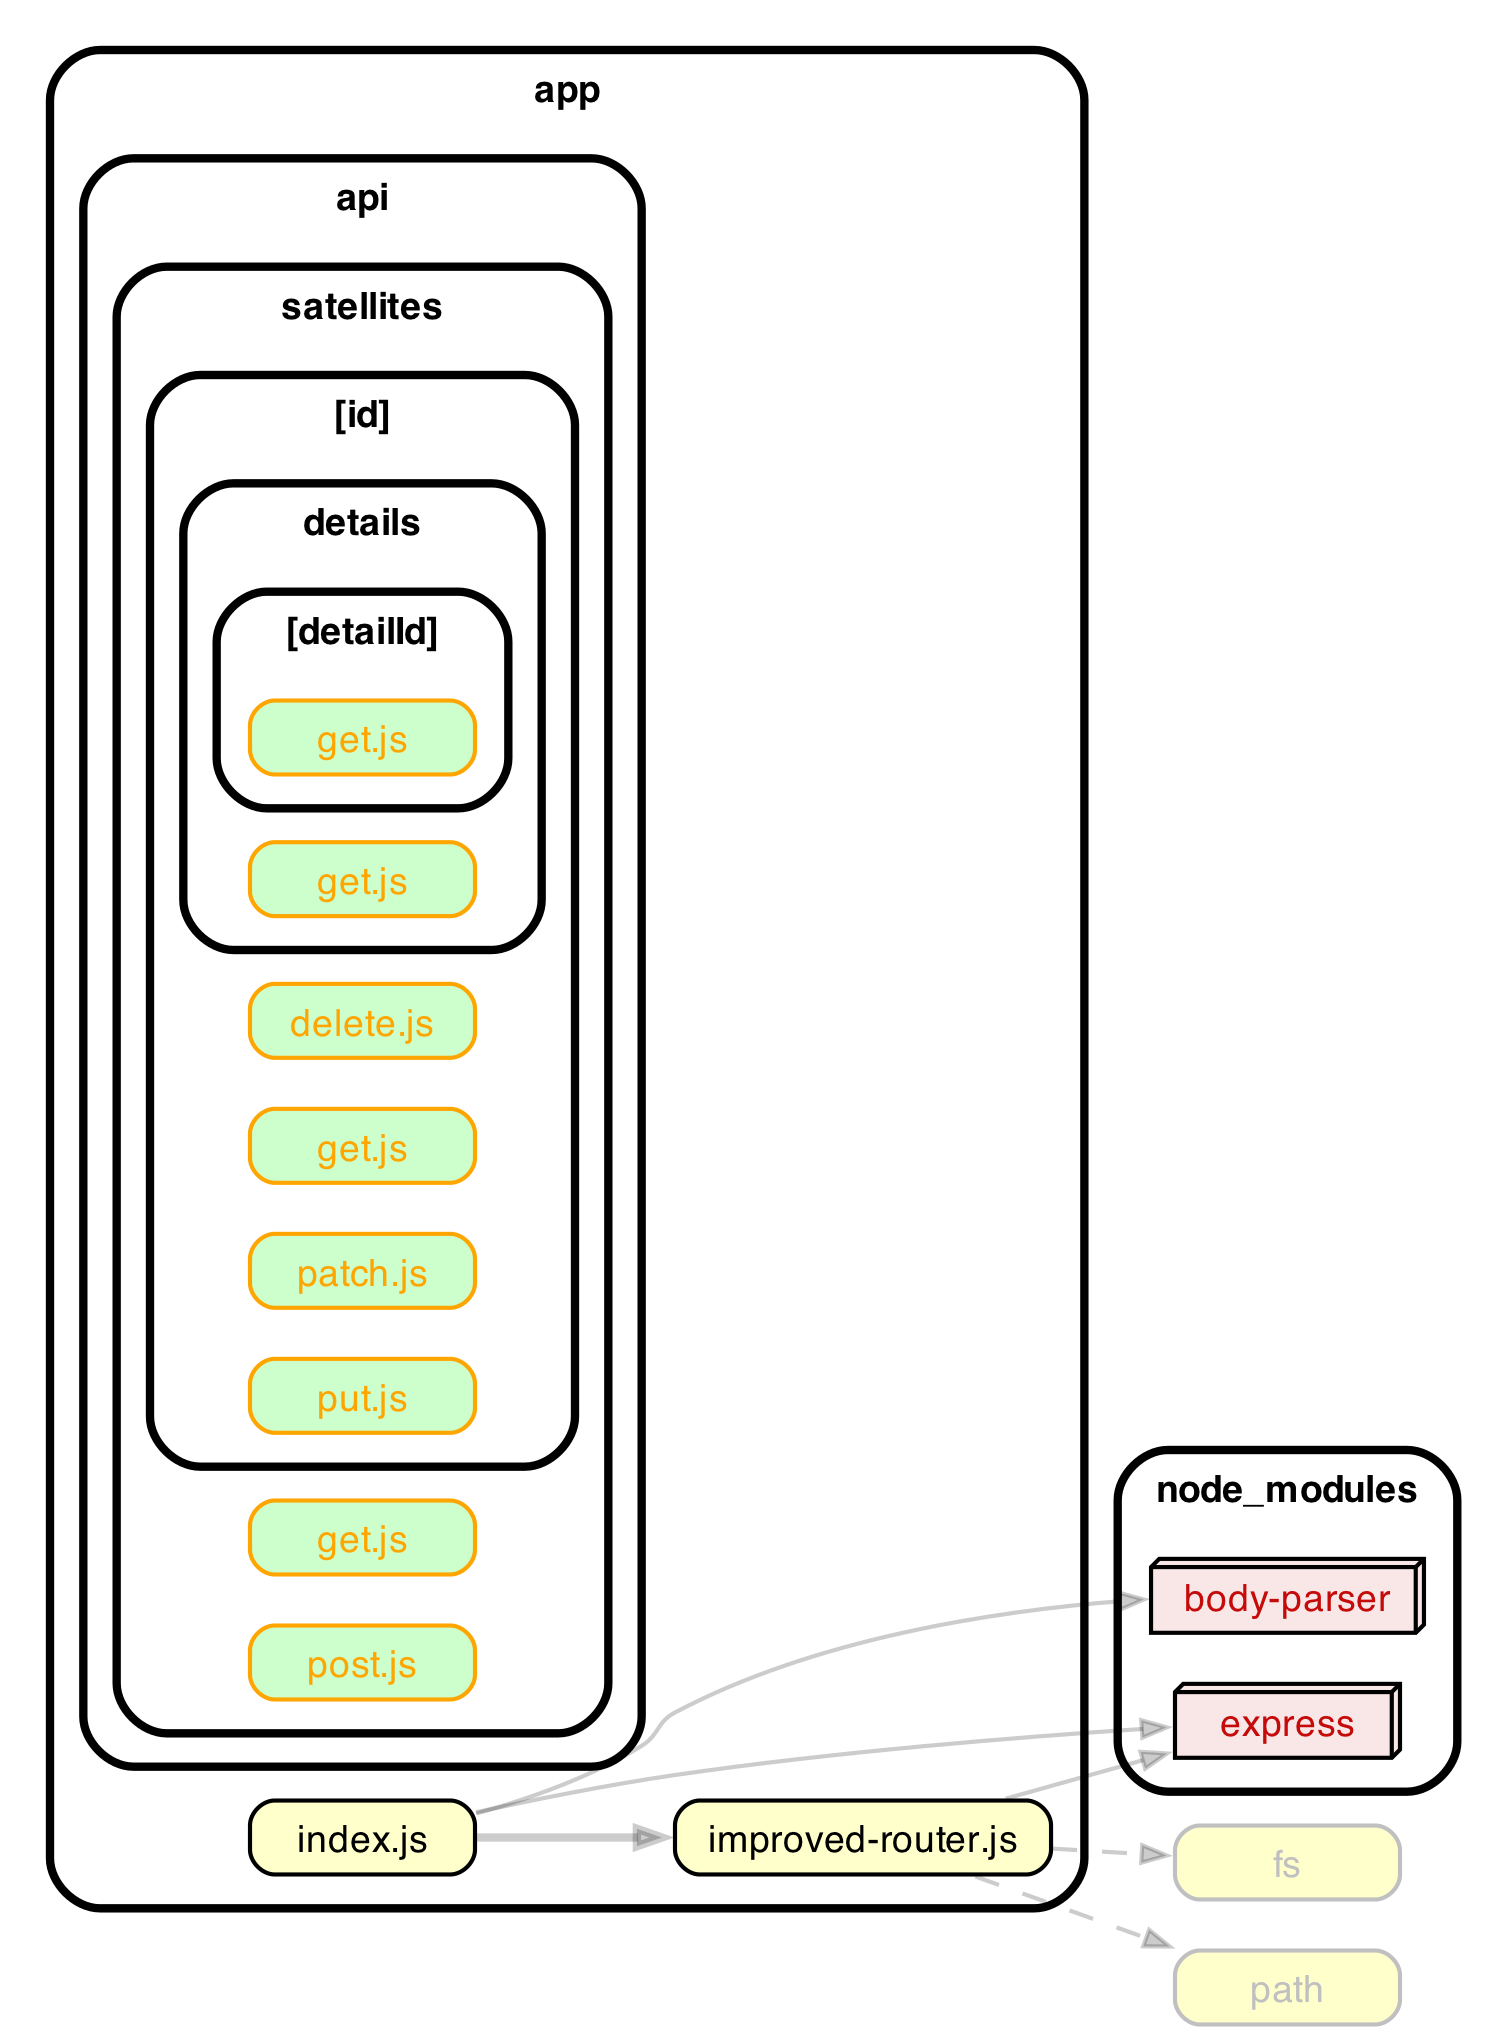 app
api
satellites
[id]
details
[detailId]
get.js
get.js
delete.js
get.js
patch.js
put.js
get.js
post.js
index.js
improved-router.js
node_modules
body-parser
express
fs
path